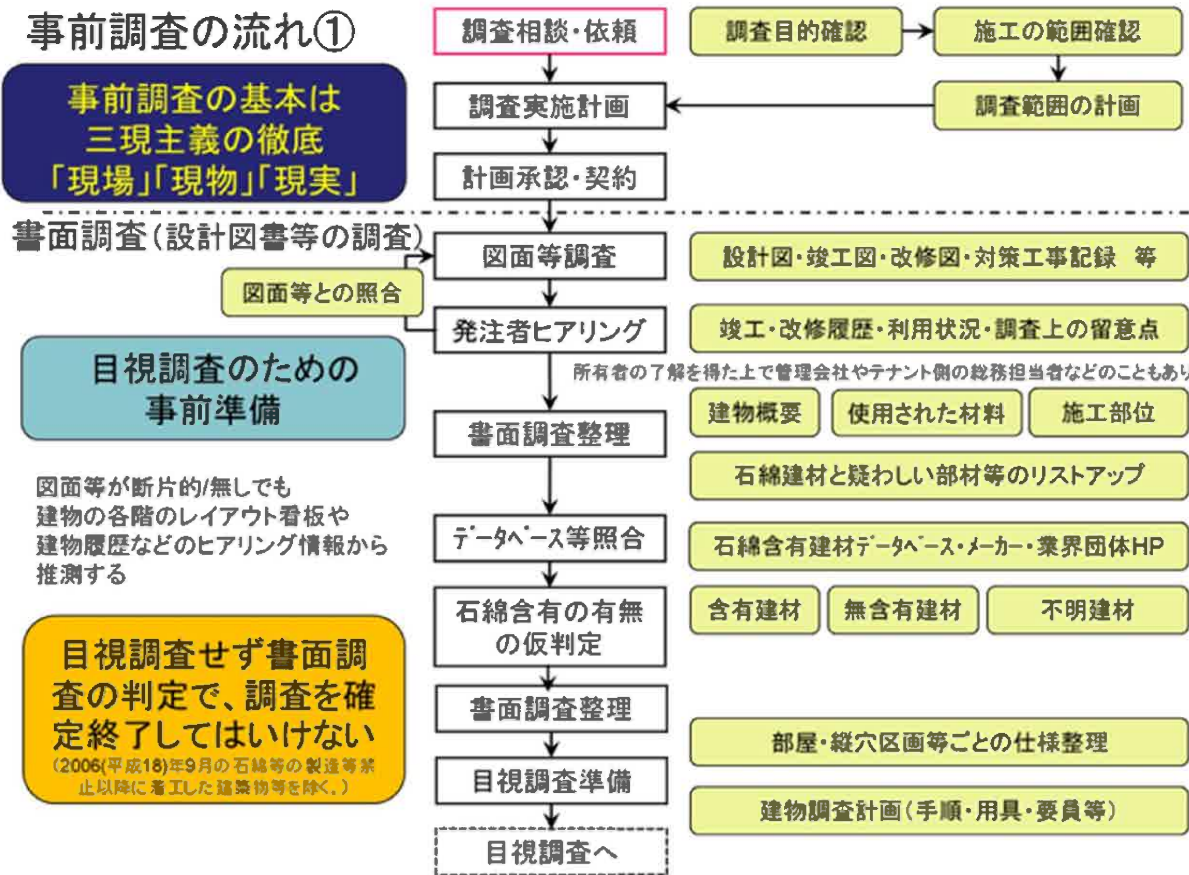 事前調査の流れ①
事前調査の基本は
三現主義の徹底
「現場」「現物」「現実」
調査相談・依頼
調査目的確認
施工の範囲確認
調査実施計画
調査範囲の計画
計画承認・契約
書面調査(設計図書等の調査)
図面等調査
設計図・竣工図・改修図・対策工事記録 等
図面等との照合
発注者ヒアリング
竣工・改修履歴・利用状況・調査上の留意点
所有者の了解を得た上で管理会社やテナント側の総務担当者などのこともあり
目視調査のための
事前準備
書面調査整理
建物概要
使用された材料
施工部位
石綿建材と疑わしい部材等のリストアップ
図面等が断片的/無しでも
建物の各階のレイアウト看板や
建物履歴などのヒアリング情報から
推測する
データベース等照合
石綿含有建材データベース・メーカー・業界団体HP
石綿含有の有無
の仮判定
含有建材
無含有建材
不明建材
目視調査せず書面調
査の判定で、調査を確
定終了してはいけない
(2006(平成18)年9月の石綿等の製造等禁
止以降に着工した建築物等を除く。)
書面調査整理
部屋・縦穴区画等ごとの仕様整理
目視調査準備
建物調査計画(手順・用具・要員等)
目視調査へ